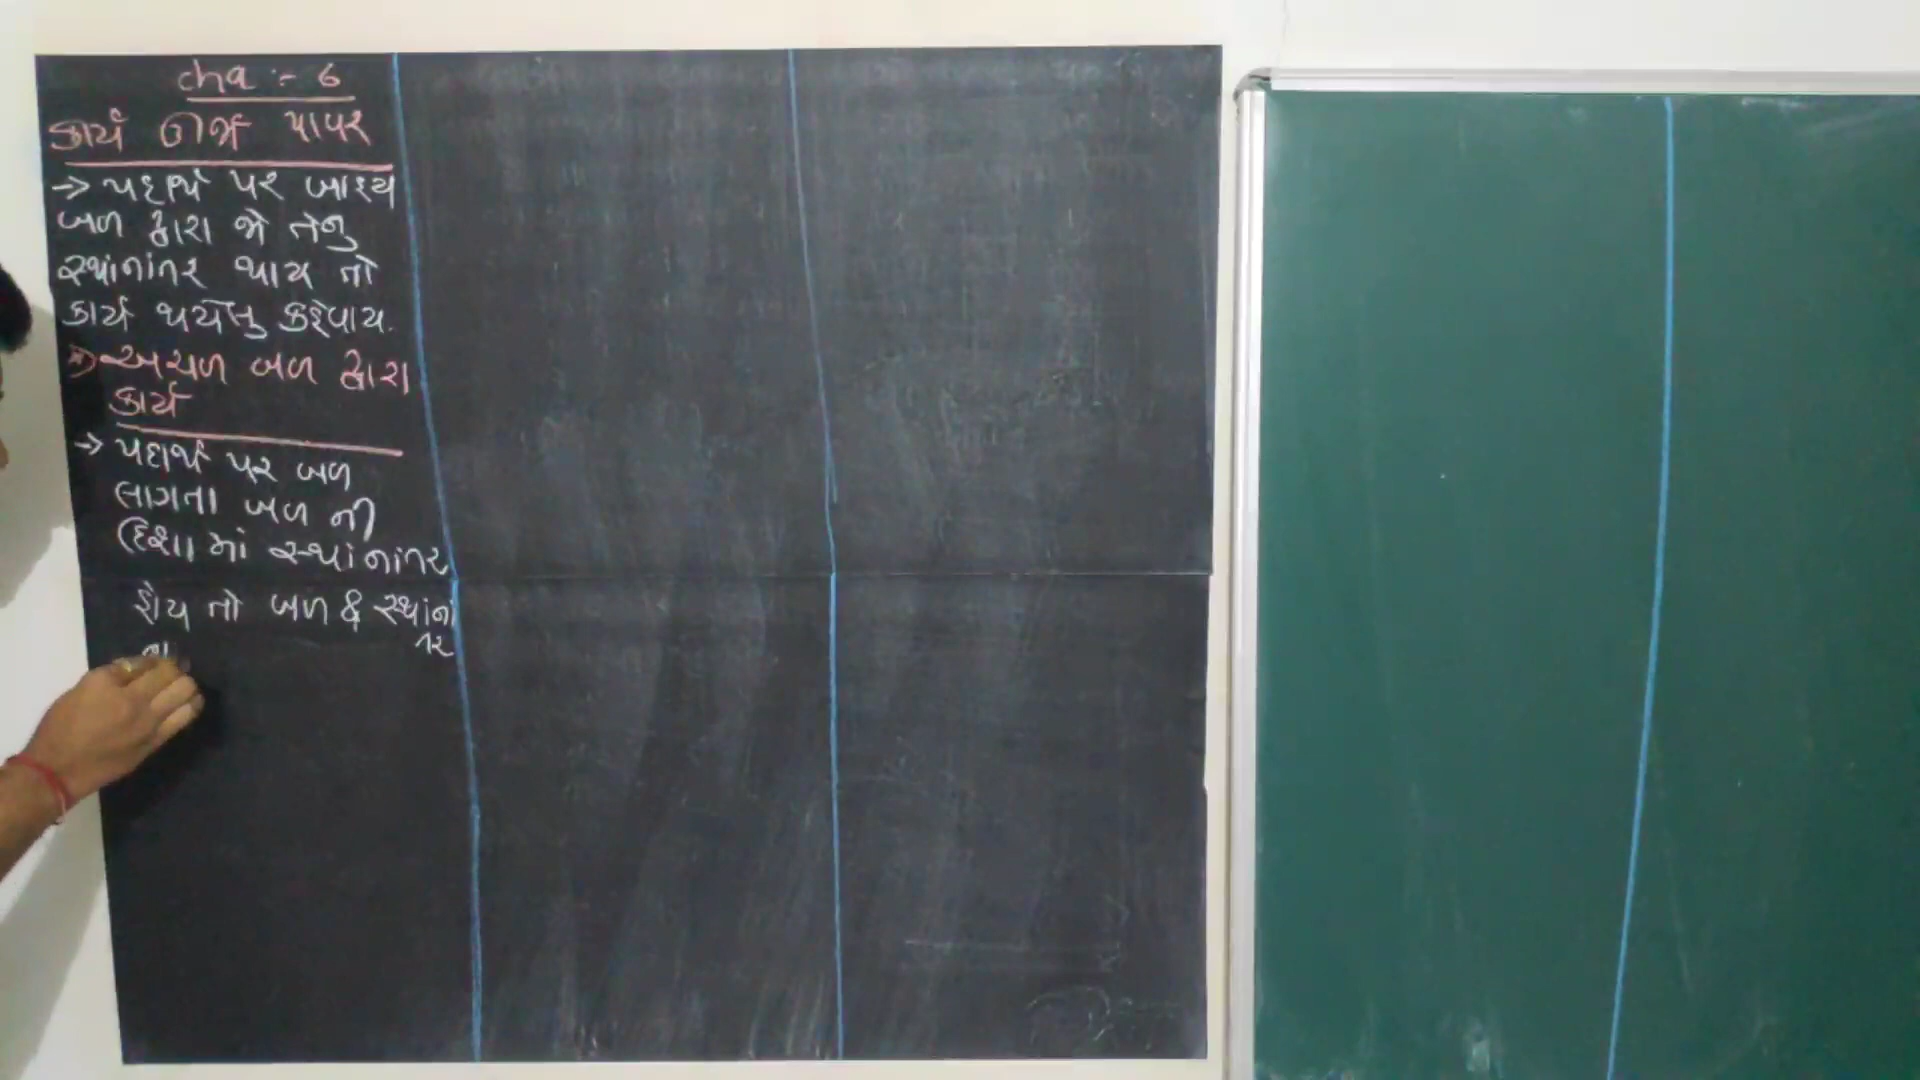 cha :- 6
કાર્ય ઊર્જા પાવર
→ પદાર્થ પર બાહ્ય
બળ દ્વારા જો તેનુ
સ્થાંનાંતર થાય તો
કાર્ય થયેલુ કહેવાય.
અચળ બળ દ્વારા
કાર્ય
→ પદાર્થ પર બળ
લાગતા બળ ની
દિશા માં સ્થાંનાંતર
હોય તો બળ & સ્થાંનાં
તર